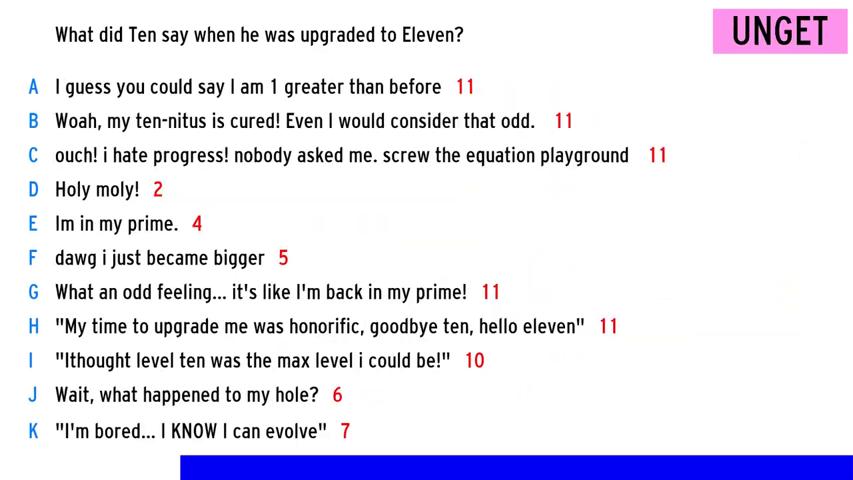 What did Ten say when he was upgraded to Eleven?
UNGET
A I guess you could say I am 1 greater than before 11
B Woah, my ten-nitus is cured! Even I would consider that odd. 11
C ouch! i hate progress! nobody asked me. screw the equation playground 11
D Holy moly! 2
E Im in my prime. 4
F dawg i just became bigger 5
G What an odd feeling... it's like I'm back in my prime! 11
H "My time to upgrade me was honorific, goodbye ten, hello eleven" 11
I "Ithought level ten was the max level i could be!" 10
J Wait, what happened to my hole? 6
K "I'm bored... I KNOW I can evolve" 7